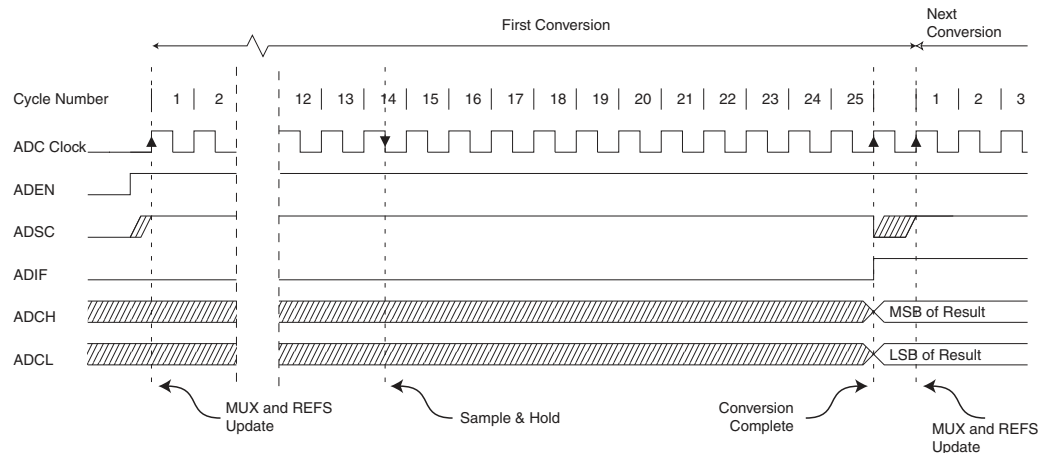 First Conversion
Next
Conversion
Cycle Number 1 2 12 13 14 15 16 17 18 19 20 21 22 23 24 25 1 2 3
ADC Clock
ADEN
ADSC
ADIF
ADCH MSB of Result
ADCL LSB of Result
MUX and REFS
Update
Sample & Hold
Conversion
Complete
MUX and REFS
Update